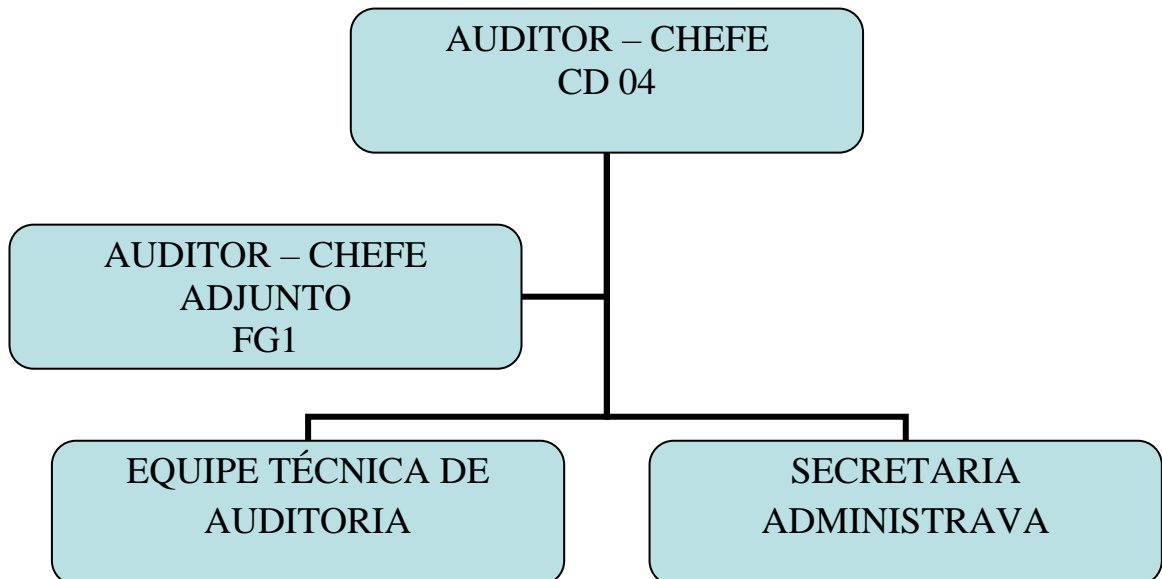 AUDITOR – CHEFE
CD 04
AUDITOR – CHEFE
ADJUNTO
FG1
EQUIPE TÉCNICA DE
AUDITORIA
SECRETARIA
ADMINISTRAVA